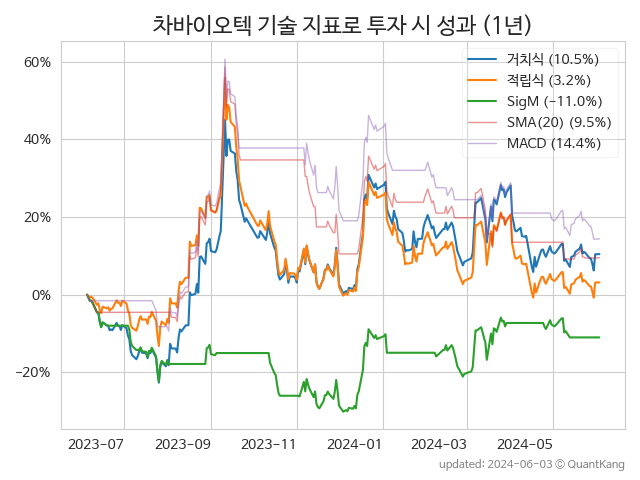 차바이오텍 기술 지표로 투자 시 성과 (1년)
거치식 (10.5%)
적립식 (3.2%)
SigM (−11.0%)
SMA(20) (9.5%)
MACD (14.4%)
60%
40%
20%
0%
−20%
2023−07 2023−09 2023−11 2024−01 2024−03 2024−05
updated: 2024−06−03 ⓒ QuantKang